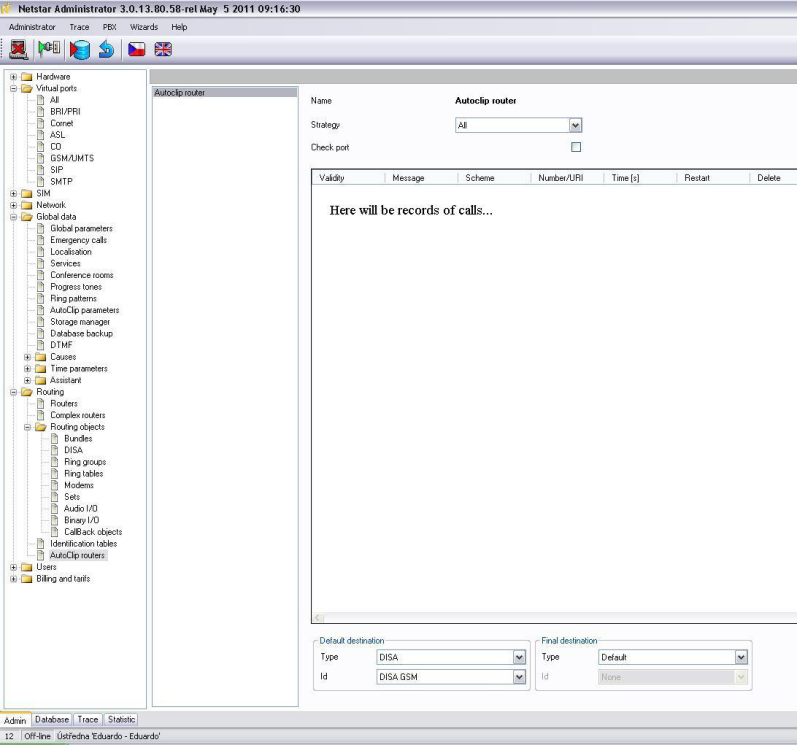 Netstar Administrator 3.0.13.80.58-rel May 5 2011 09:16:30
Administrator Trace PBX Wizards Help
Hardware
Virtual ports
All
BRI/PRI
Cornet
ASL
CO
GSM/UMTS
SIP
SMTP
SIM
Network
Global data
Global parameters
Emergency calls
Localisation
Services
Conference rooms
Progress tones
Ring patterns
AutoClip parameters
Storage manager
Database backup
DTMF
Causes
Time parameters
Assistant
Routing
Routers
Complex routers
Routing objects
Bundles
DISA
Ring groups
Ring tables
Modems
Sets
Audio I/O
Binary I/O
CallBack objects
Identification tables
AutoClip routers
Users
Billing and tarifs
Autoclip router
Name Autoclip router
Strategy All
Check port
Validity Message Scheme Number/URI Time [s] Restart Delete
Here will be records of calls...
Default destination
Type DISA
Id DISA GSM
Final destination
Type Default
Id None
Admin Database Trace Statistic
12 Off-line Ústředna 'Eduardo - Eduardo'